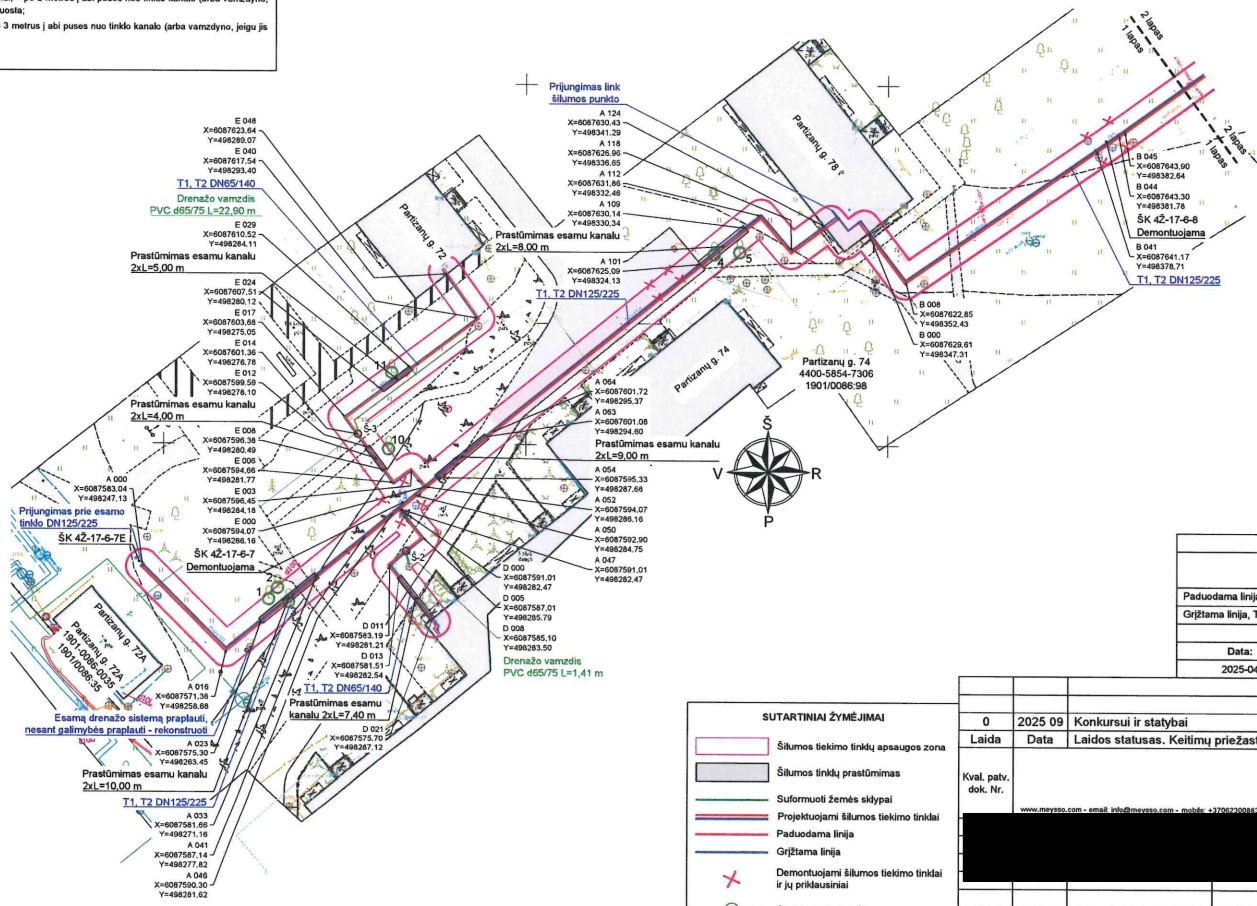 uosla;
3 metrus į abi puses nuo tinklo kanalo (arba vamzdyno, jeigu jis
E 048
X=6087623,64
Y=498289.07
E 040
X=6087617.54
Y=498293.40
T1, T2 DN65/140
Drenažo vamzdis
PVC d65/75 L=22,90 m
E 029
X=6087610.52
Y=498284.11
Prastūmimas esamu kanalu
2xL=5,00 m
E 024
X=6087607.51
Y=498280.12
E 017
X=6087603,68
Y=498275.05
E 014
X=6087601,36
Y=498276.78
E 012
X=6087599.59
Y=498278.10
Prastūmimas esamu kanalu
2xL=4,00 m
E 008
X=6087596,38
Y=498280.49
E 006
X=6087594,66
Y=498281.77
E 003
X=6087596,45
Y=498284,18
E 000
X=6087594.07
Y=498286.16
A 000
X=6087583,04
Y=498247.13
Prijungimas prie esamo
tinklo DN125/225
ŠK 4Ž-17-6-7E
ŠK 4Ž-17-6-7
Demontuojama
Prijungimas link
šilumos punkto
A 124
X=6087630.43
Y=498341.29
A 118
X=6087626,96
Y=498336,65
A 112
X=6087631,86
Y=498332.46
A 109
X=6087630,14
Y=498330,34
Prastūmimas esamu kanalu
2xL=8,00 m
A 101
X=6087625.09
Y=498324,13
T1, T2 DN125/225
Partizanų g. 72
Partizanų g. 78
Partizanų g. 74
2 lapas
1 lapas
2 lapas
1 lapas
B 045
X=6087643,90
Y=498382,64
B 044
X=6087643.30
Y=498381.78
ŠK 4Ž-17-6-8
Demontuojama
B 041
X=6087641,17
Y=498378,71
T1, T2 DN125/225
B 008
X=6087622,85
Y=498352,43
B 000
X=6087629,61
Y=498347.31
Partizanų g. 74
4400-5854-7306
1901/0086:98
A 064
X=6087601.72
Y=498295.37
A 063
X=6087601.08
Y=498294.60
Prastūmimas esamu kanalu
2xL=9,00 m
A 054
X=6087595.33
Y=498287.68
A 052
X=6087594.07
Y=498286.16
A 050
X=6087592,90
Y=498284,75
A 047
X=6087591.01
Y=498282.47
Š
V
R
P
4
5
11
Š-3
10
Š-2
2
1
D 000
X=6087591.01
Y=498282,47
D 005
X=6087587.01
Y=498285.79
D 008
X=6087585,10
Y=498283,50
Drenažo vamzdis
PVC d65/75 L=1,41 m
D 011
X=6087583.19
Y=498281.21
D 013
X=6087581.51
Y=498282.54
T1, T2 DN65/140
Prastūmimas esamu
kanalu 2xL=7,40 m
D 021
X=6087575.70
Y=498287.12
Partizanų g. 72A
Partizanų g. 72A
1901-0086-0035
1901/0086:35
A 016
X=6087571,38
Y=498258,68
Esamą drenažo sistemą praplauti,
nesant galimybės praplauti - rekonstruoti
A 023
X=6087575.30
Y=498263.45
Prastūmimas esamu kanalu
2xL=10,00 m
T1, T2 DN125/225
A 033
X=6087581.66
Y=498271.16
A 041
X=6087587,14
Y=498277,82
A 046
X=6087590,30
Y=498281,62
SUTARTINIAI ŽYMĖJIMAI
Šilumos tiekimo tinklų apsaugos zona
Šilumos tinklų prastūmimas
Suformuoti žemės sklypai
Projektuojami šilumos tiekimo tinklai
Paduodama linija
Grįžtama linija
Demontuojami šilumos tiekimo tinklai
ir jų priklausiniai
Paduodama linija
Grįžtama linija, T
Data:
2025-04
0 2025 09 Konkursui ir statybai
Laida Data Laidos statusas. Keitimų priežast
Kval. patv.
dok. Nr.